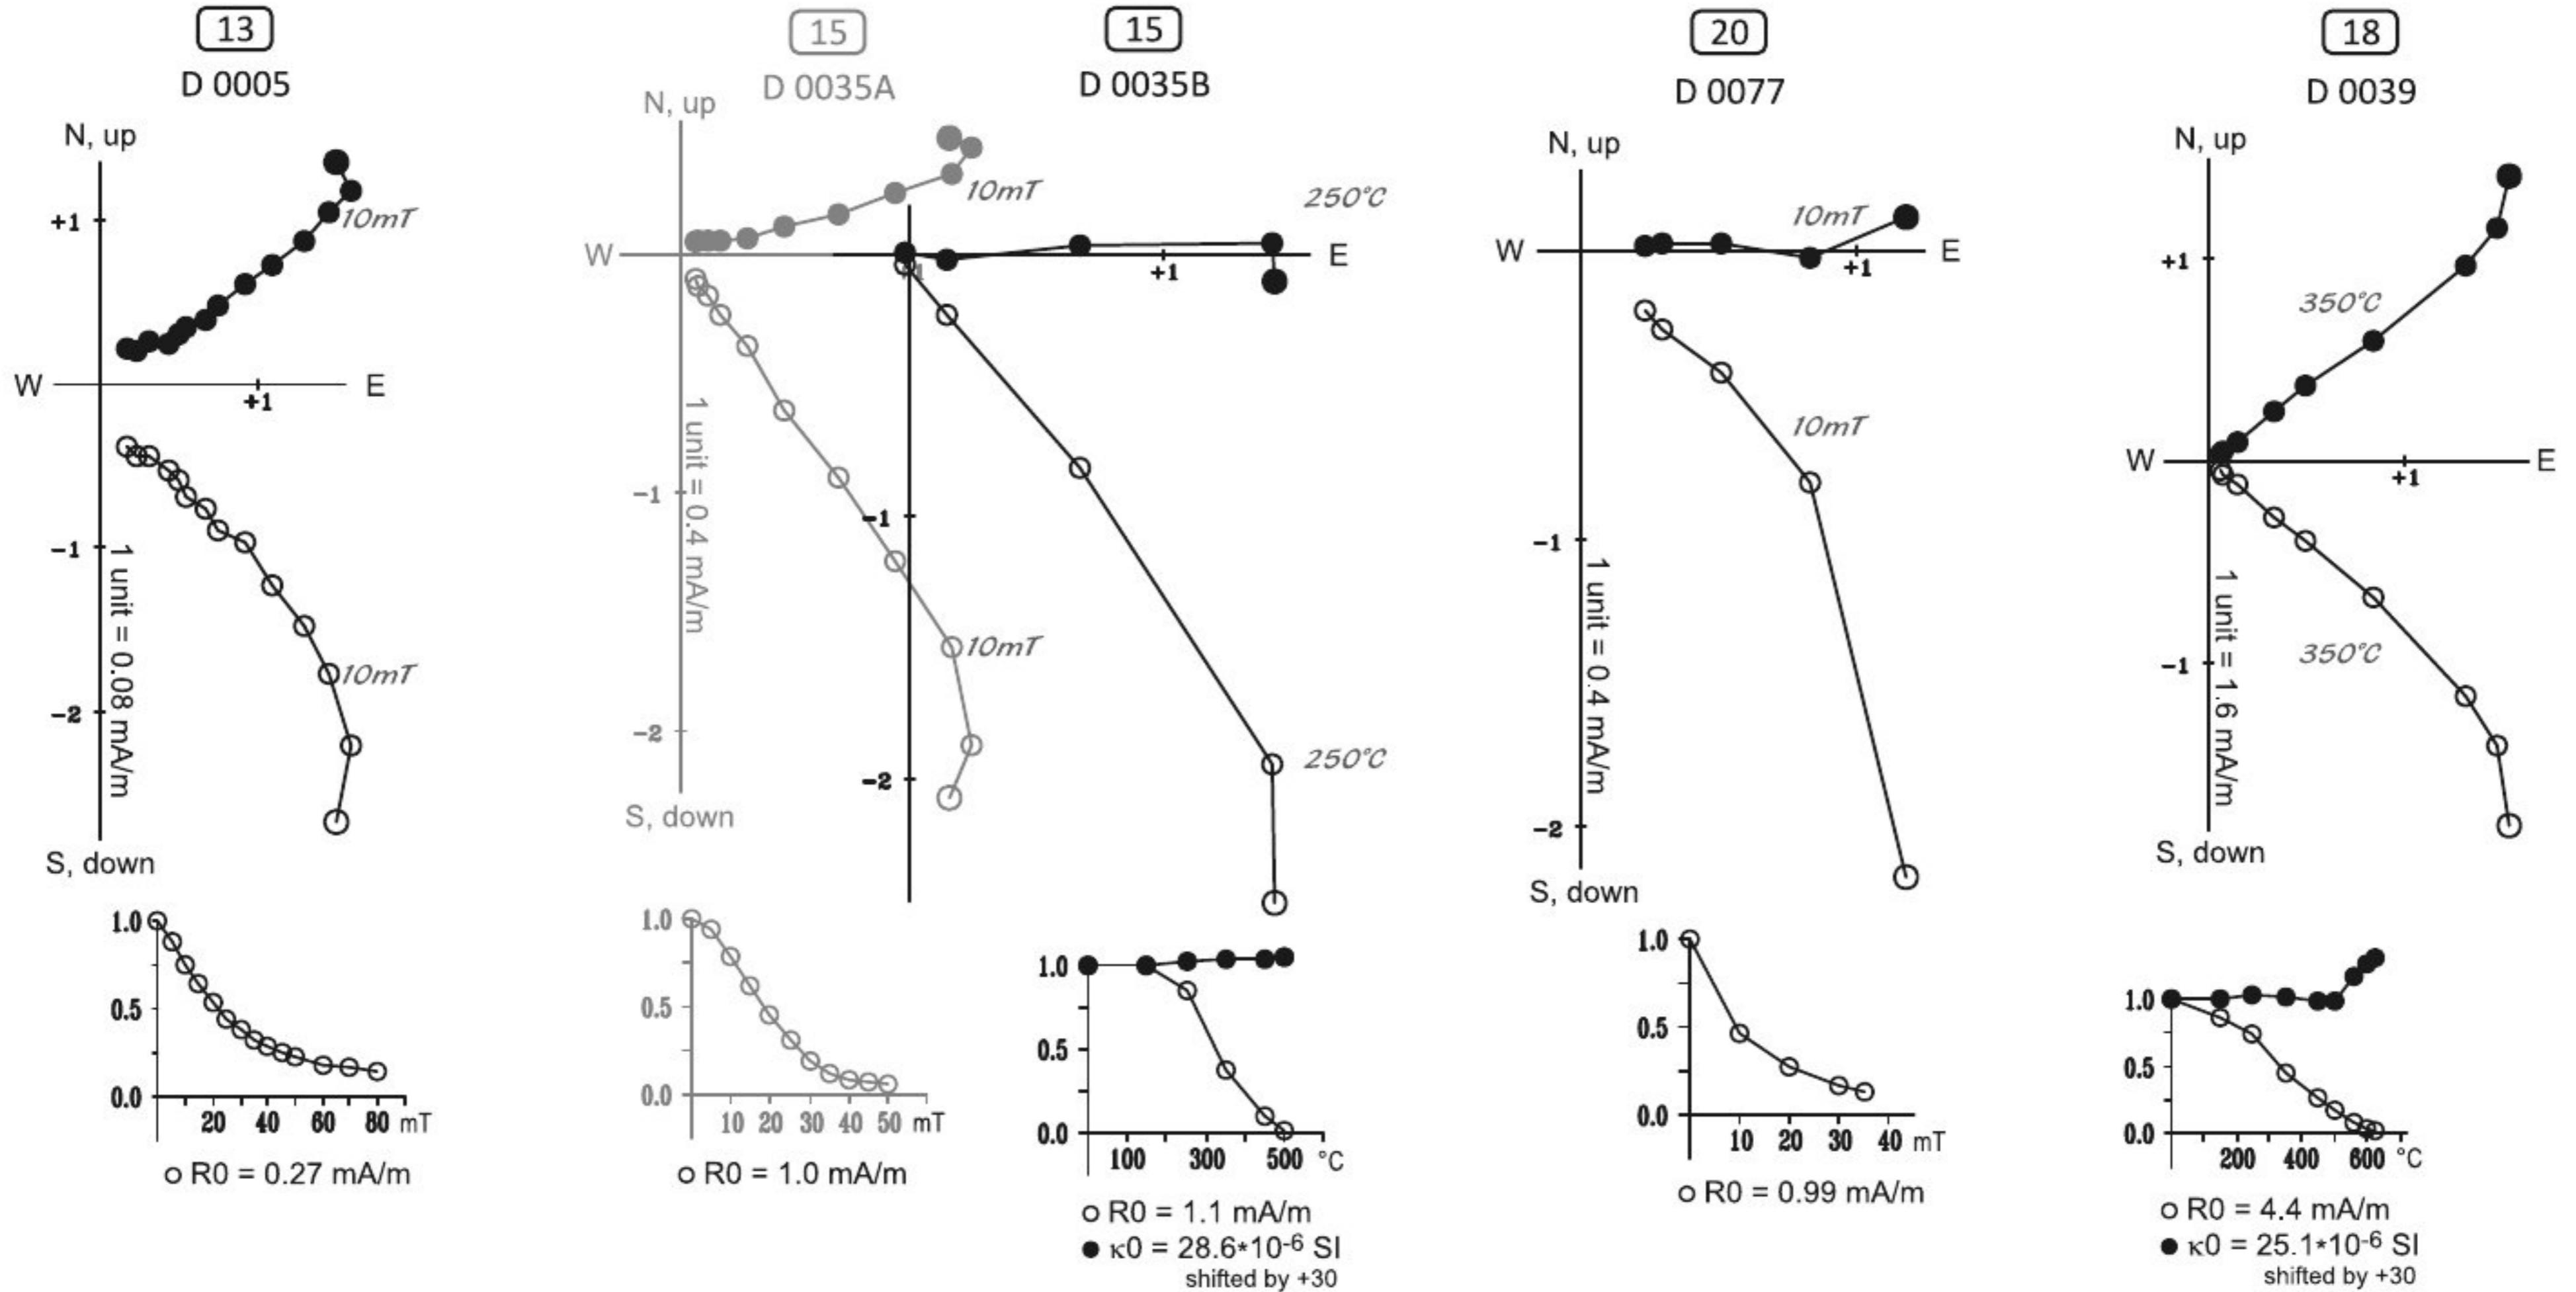 13
D 0005
N, up
+1
10mT
W
E
+1
-1
1 unit = 0.08 mA/m
10mT
-2
S, down
1.0
0.5
0.0
20 40 60 80 mT
o R0 = 0.27 mA/m
15
D 0035A
N, up
10mT
W
-1
1 unit = 0.4 mA/m
10mT
-2
S, down
1.0
0.5
0.0
10 20 30 40 50 mT
o R0 = 1.0 mA/m
15
D 0035B
250°C
E
+1
-1
250°C
-2
1.0
0.5
0.0
100 300 500 °C
o R0 = 1.1 mA/m
● κ0 = 28.6*10-6 SI
shifted by +30
20
D 0077
N, up
10mT
W
E
+1
10mT
-1
1 unit = 0.4 mA/m
-2
S, down
1.0
0.5
0.0
10 20 30 40 mT
o R0 = 0.99 mA/m
18
D 0039
N, up
+1
350°C
W
E
+1
350°C
-1
1 unit = 1.6 mA/m
S, down
1.0
0.5
0.0
200 400 600 °C
o R0 = 4.4 mA/m
● κ0 = 25.1*10-6 SI
shifted by +30